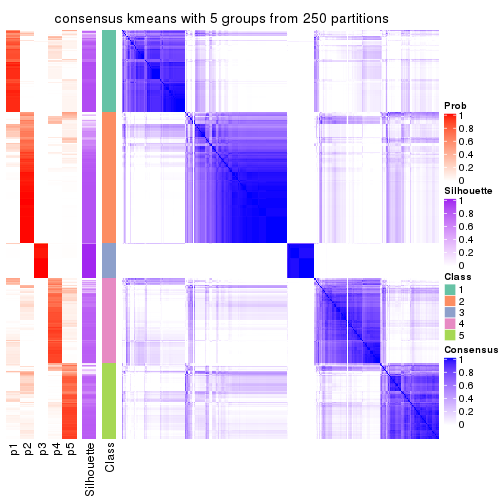 consensus kmeans with 5 groups from 250 partitions
Prob
1
0.8
0.6
0.4
0.2
0
Silhouette
1
0.8
0.6
0.4
0.2
0
Class
1
2
3
4
5
Consensus
1
0.8
0.6
0.4
0.2
0
p1
p2
p3
p4
p5
Silhouette
Class